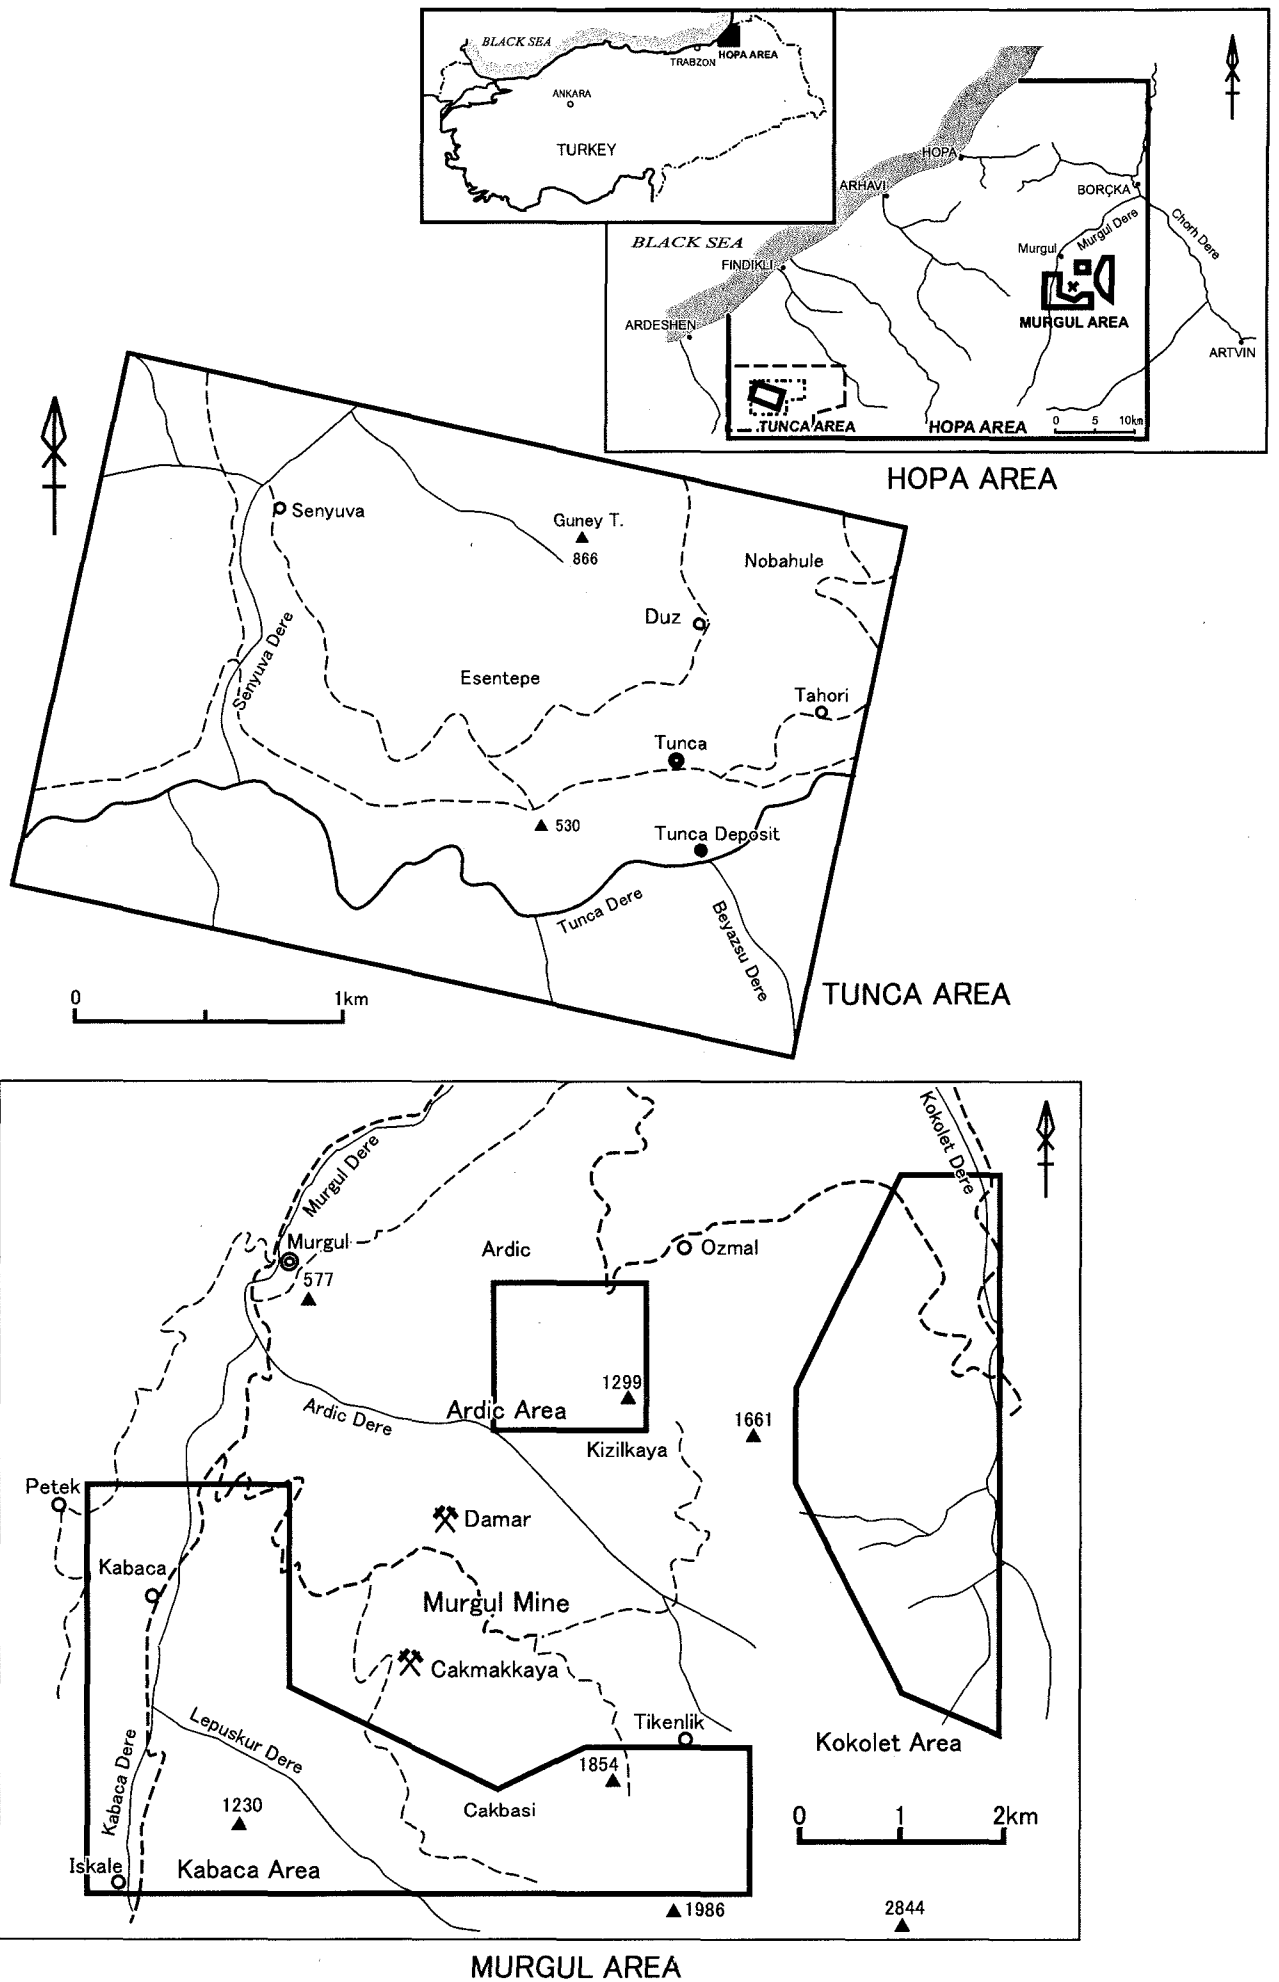 BLACK SEA
HOPA AREA
TRABZON
ANKARA
TURKEY
HOPA
ARHAVI
BORÇKA
BLACK SEA
Murgul
Murgul Dere
Chorh Dere
FINDIKLI
MURGUL AREA
ARDESHEN
ARTVIN
TUNCA AREA
HOPA AREA
0 5 10km
HOPA AREA
Senyuva
Guney T.
866
Nobahule
Duz
Senyuva Dere
Esentepe
Tahori
Tunca
530
Tunca Deposit
Tunca Dere
Beyazsu Dere
0 1km
TUNCA AREA
Kokolet Dere
Murgul Dere
Murgul
577
Ardic
Ozmal
1299
Ardic Dere
Ardic Area
1661
Kizilkaya
Petek
Damar
Kabaca
Murgul Mine
Cakmakkaya
Lepuskur Dere
Tikenlik
Kokolet Area
Kabaca Dere
1854
1230
Cakbasi
0 1 2km
Iskale
Kabaca Area
1986
2844
MURGUL AREA